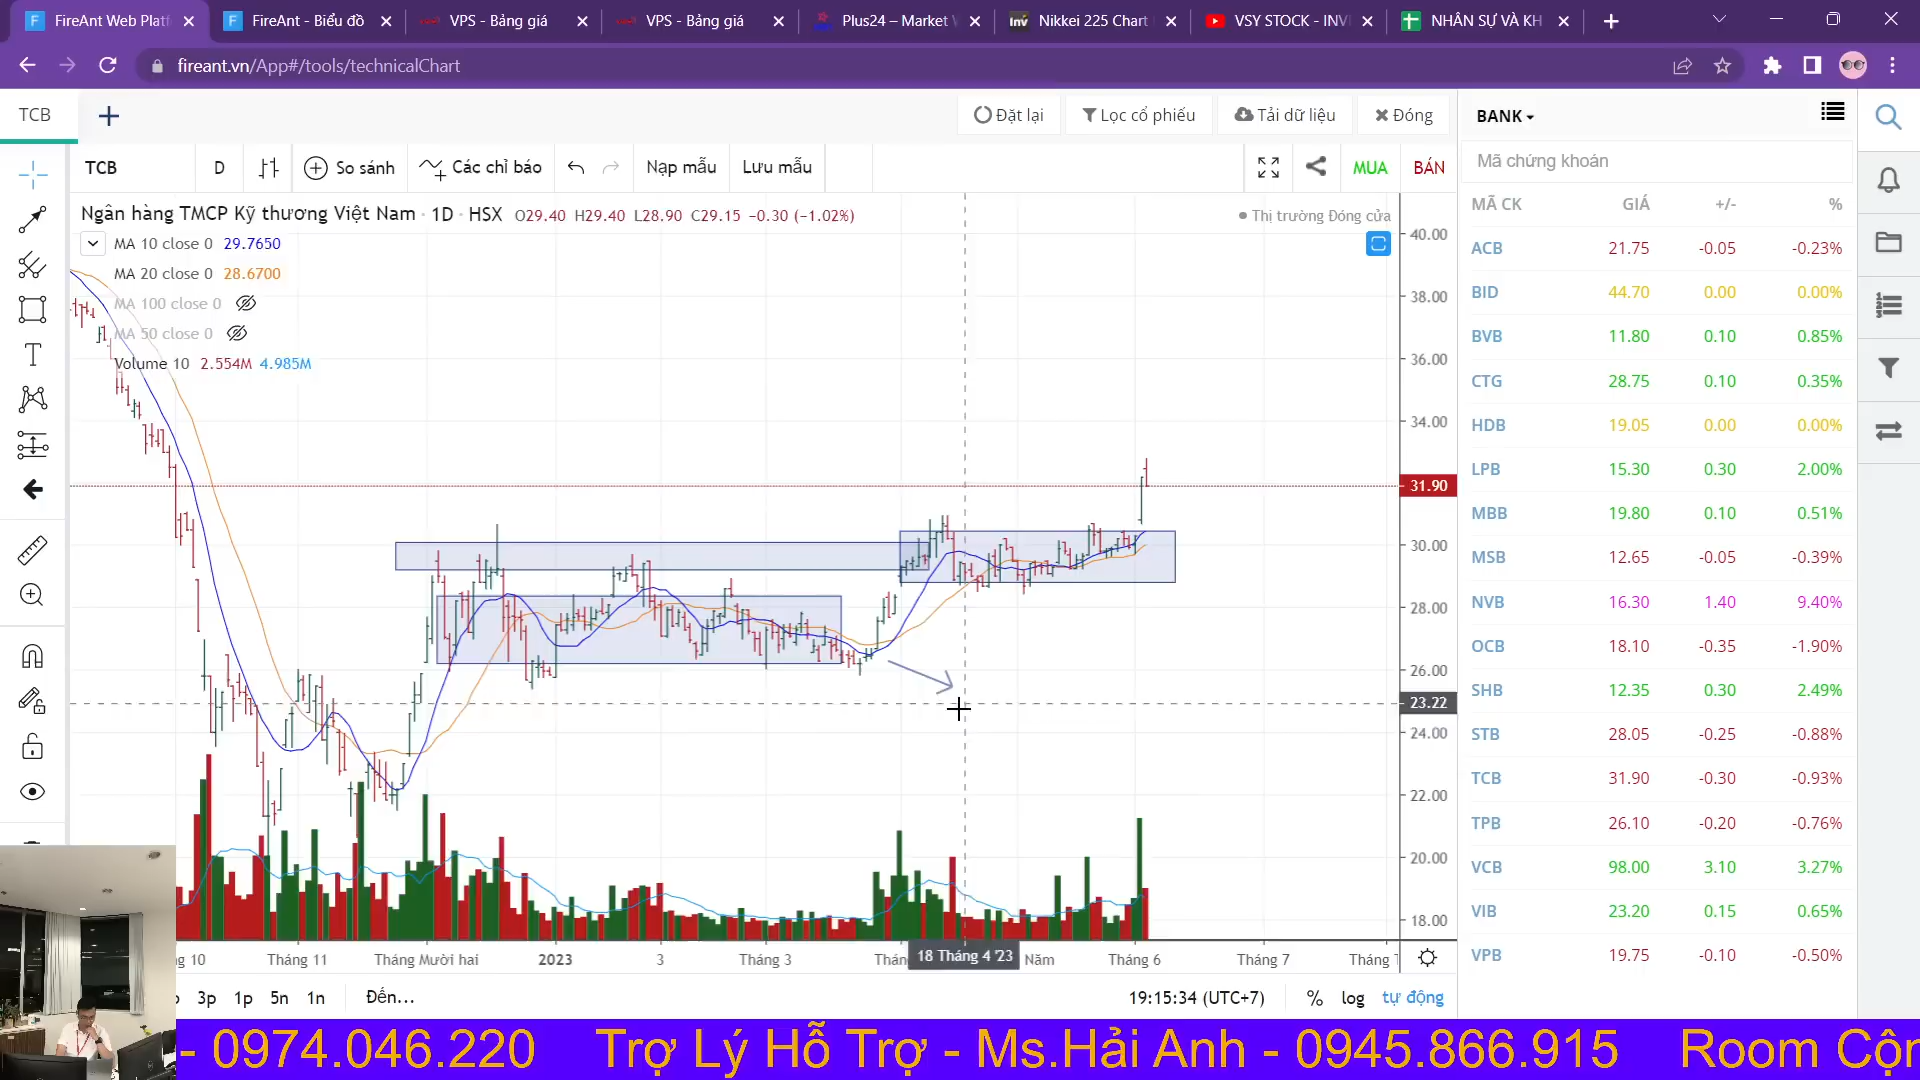 FireAnt Web Platf
FireAnt - Biểu đồ
VPS - Bảng giá
VPS - Bảng giá
Plus24 – Market
Nikkei 225 Chart
VSY STOCK - INV
NHÂN SỰ VÀ KH
fireant.vn/App#/tools/technicalChart
TCB
Đặt lại
Lọc cổ phiếu
Tải dữ liệu
Đóng
BANK
TCB
D
So sánh
Các chỉ báo
Nạp mẫu
Lưu mẫu
MUA
BÁN
Mã chứng khoán
Ngân hàng TMCP Kỹ thương Việt Nam · 1D · HSX O29.40 H29.40 L28.90 C29.15 −0.30 (−1.02%)
Thị trường Đóng cửa
MA 10 close 0 29.7650
MA 20 close 0 28.6700
MA 100 close 0
MA 50 close 0
Volume 10 2.554M 4.985M
40.00
38.00
36.00
34.00
31.90
30.00
28.00
26.00
23.22
24.00
22.00
20.00
18.00
MÃ CK GIÁ +/- %
ACB 21.75 -0.05 -0.23%
BID 44.70 0.00 0.00%
BVB 11.80 0.10 0.85%
CTG 28.75 0.10 0.35%
HDB 19.05 0.00 0.00%
LPB 15.30 0.30 2.00%
MBB 19.80 0.10 0.51%
MSB 12.65 -0.05 -0.39%
NVB 16.30 1.40 9.40%
OCB 18.10 -0.35 -1.90%
SHB 12.35 0.30 2.49%
STB 28.05 -0.25 -0.88%
TCB 31.90 -0.30 -0.93%
TPB 26.10 -0.20 -0.76%
VCB 98.00 3.10 3.27%
VIB 23.20 0.15 0.65%
VPB 19.75 -0.10 -0.50%
ng 10 Tháng 11 Tháng Mười hai 2023 3 Tháng 3 Thán 18 Tháng 4 '23 Năm Tháng 6 Tháng 7 Tháng
3p 1p 5n 1n Đến...
19:15:34 (UTC+7) % log tự động
- 0974.046.220 Trợ Lý Hỗ Trợ - Ms.Hải Anh - 0945.866.915 Room Cộn